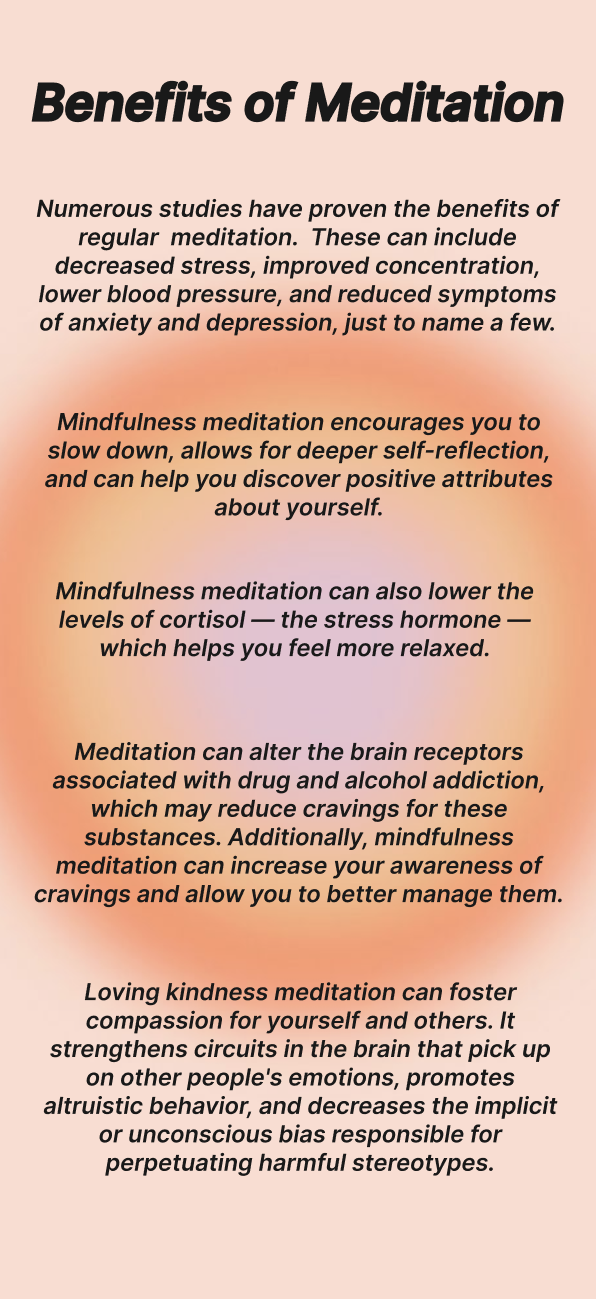 Benefits of Meditation
Numerous studies have proven the benefits of
regular  meditation.  These can include
decreased stress, improved concentration,
lower blood pressure, and reduced symptoms
of anxiety and depression, just to name a few.
Mindfulness meditation encourages you to
slow down, allows for deeper self-reflection,
and can help you discover positive attributes
about yourself.
Mindfulness meditation can also lower the
levels of cortisol — the stress hormone —
which helps you feel more relaxed.
Meditation can alter the brain receptors
associated with drug and alcohol addiction,
which may reduce cravings for these
substances. Additionally, mindfulness
meditation can increase your awareness of
cravings and allow you to better manage them.
Loving kindness meditation can foster
compassion for yourself and others. It
strengthens circuits in the brain that pick up
on other people's emotions, promotes
altruistic behavior, and decreases the implicit
or unconscious bias responsible for
perpetuating harmful stereotypes.